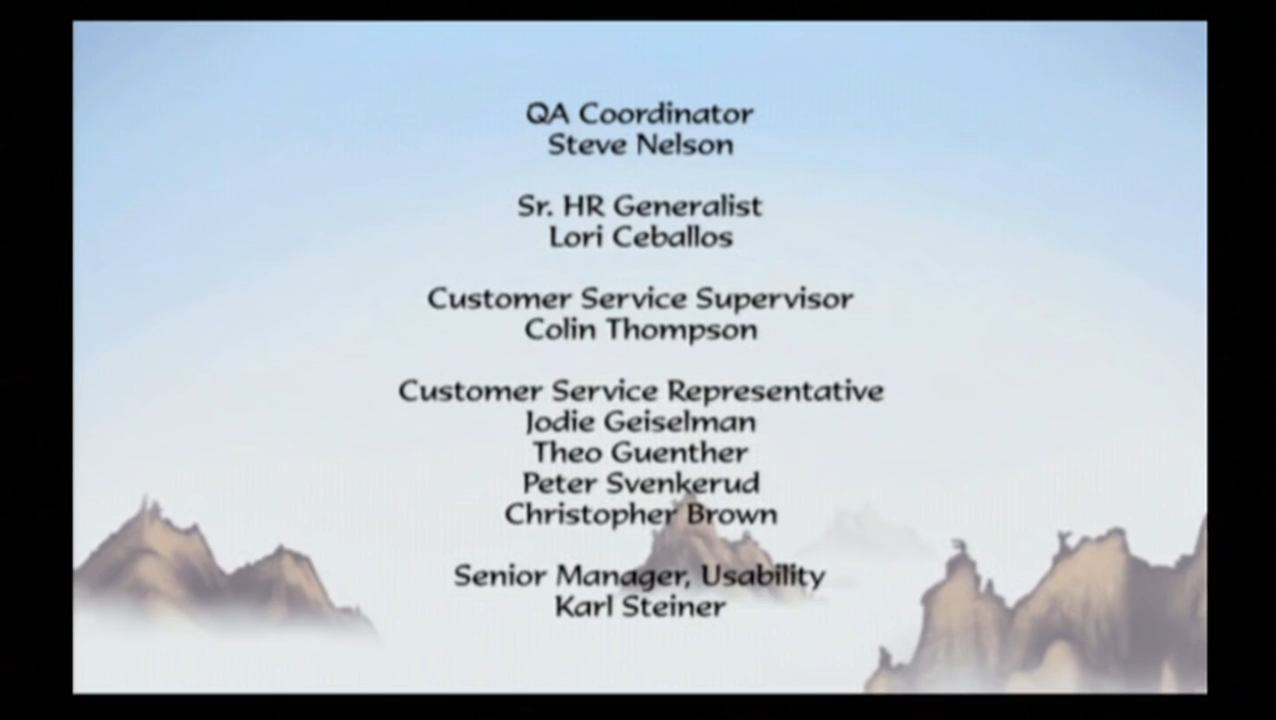 QA Coordinator
Steve Nelson
Sr. HR Generalist
Lori Ceballos
Customer Service Supervisor
Colin Thompson
Customer Service Representative
Jodie Geiselman
Theo Guenther
Peter Svenkerud
Christopher Brown
Senior Manager, Usability
Karl Steiner